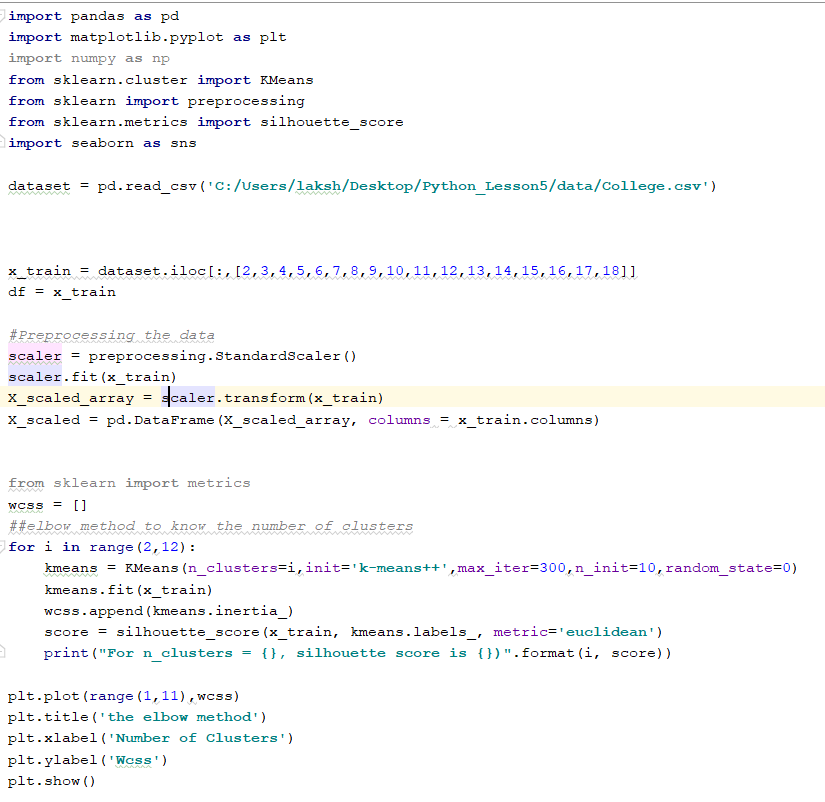 import pandas as pd
import matplotlib.pyplot as plt
import numpy as np
from sklearn.cluster import KMeans
from sklearn import preprocessing
from sklearn.metrics import silhouette_score
import seaborn as sns
dataset = pd.read_csv('C:/Users/laksh/Desktop/Python_Lesson5/data/College.csv')
x_train = dataset.iloc[:,[2,3,4,5,6,7,8,9,10,11,12,13,14,15,16,17,18]]
df = x_train
#Preprocessing the data
scaler = preprocessing.StandardScaler()
scaler.fit(x_train)
X_scaled_array = scaler.transform(x_train)
X_scaled = pd.DataFrame(X_scaled_array, columns = x_train.columns)
from sklearn import metrics
wcss = []
##elbow method to know the number of clusters
for i in range(2,12):
    kmeans = KMeans(n_clusters=i,init='k-means++',max_iter=300,n_init=10,random_state=0)
    kmeans.fit(x_train)
    wcss.append(kmeans.inertia_)
    score = silhouette_score(x_train, kmeans.labels_, metric='euclidean')
    print("For n_clusters = {}, silhouette score is {})".format(i, score))
plt.plot(range(1,11),wcss)
plt.title('the elbow method')
plt.xlabel('Number of Clusters')
plt.ylabel('Wcss')
plt.show()